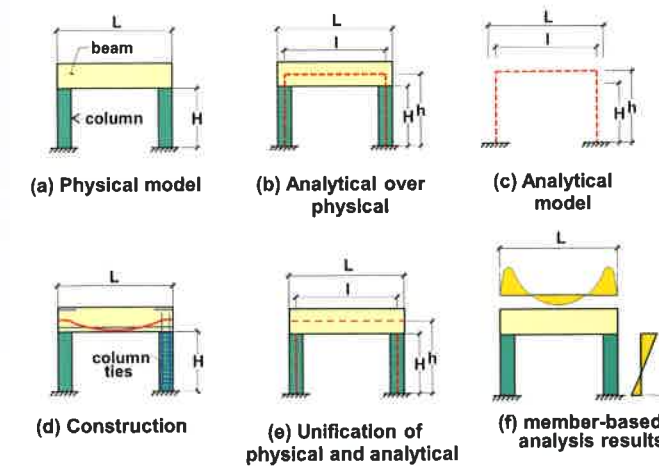 L
beam
column
H
(a) Physical model
L
l
H
h
(b) Analytical over
physical
L
l
H
h
(c) Analytical
model
L
column
ties
H
(d) Construction
L
l
H
h
(e) Unification of
physical and analytical
L
(f) member-based
analysis results